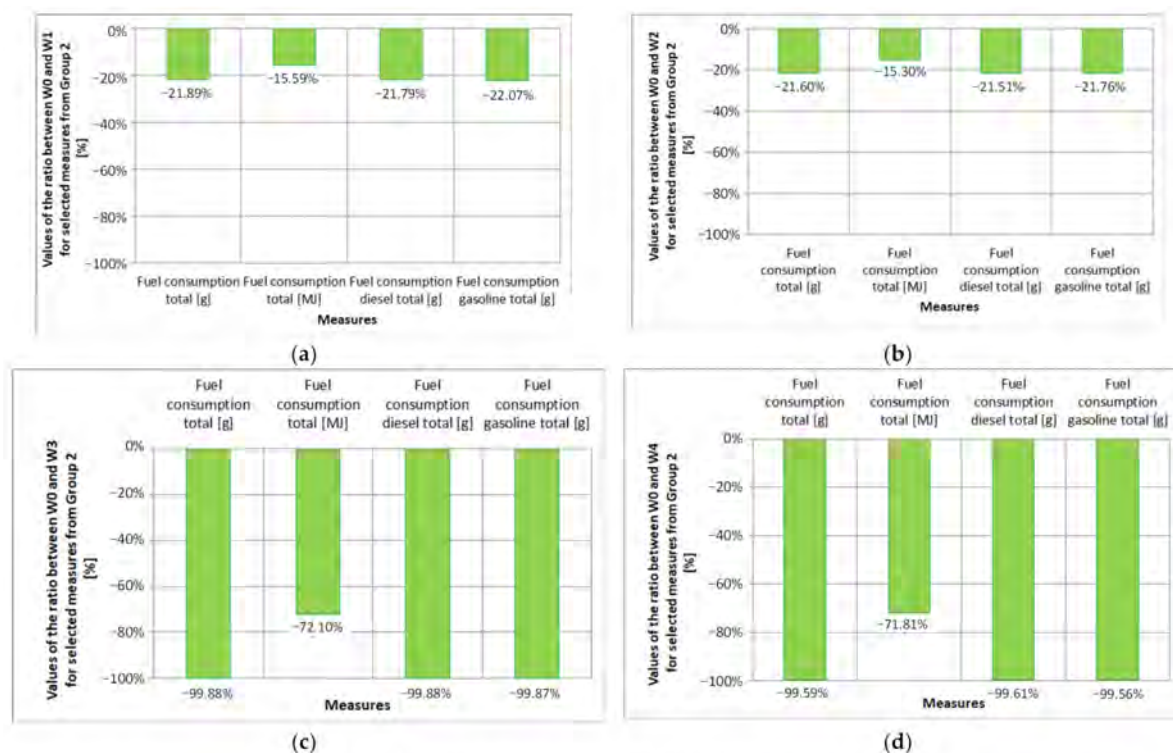 Values of the ratio between W0 and W1
for selected measures from Group 2
[%]
0%
−20%
−40%
−60%
−80%
−100%
−21.89%
−15.59%
−21.79%
−22.07%
Fuel consumption
total [g]
Fuel consumption
total [MJ]
Fuel consumption
diesel total [g]
Fuel consumption
gasoline total [g]
Measures
(a)
Values of the ratio between W0 and W2
for selected measures from Group 2
[%]
0%
−20%
−40%
−60%
−80%
−100%
−21.60%
−15.30%
−21.51%
−21.76%
Fuel
consumption
total [g]
Fuel
consumption
total [MJ]
Fuel
consumption
diesel total [g]
Fuel
consumption
gasoline total [g]
Measures
(b)
Values of the ratio between W0 and W3
for selected measures from Group 2
[%]
Fuel
consumption
total [g]
Fuel
consumption
total [MJ]
Fuel
consumption
diesel total [g]
Fuel
consumption
gasoline total [g]
0%
−20%
−40%
−60%
−80%
−100%
−99.88%
−72.10%
−99.88%
−99.87%
Measures
(c)
Values of the ratio between W0 and W4
for selected measures from Group 2
[%]
Fuel
consumption
total [g]
Fuel
consumption
total [MJ]
Fuel
consumption
diesel total [g]
Fuel
consumption
gasoline total [g]
0%
−20%
−40%
−60%
−80%
−100%
−99.59%
−71.81%
−99.61%
−99.56%
Measures
(d)